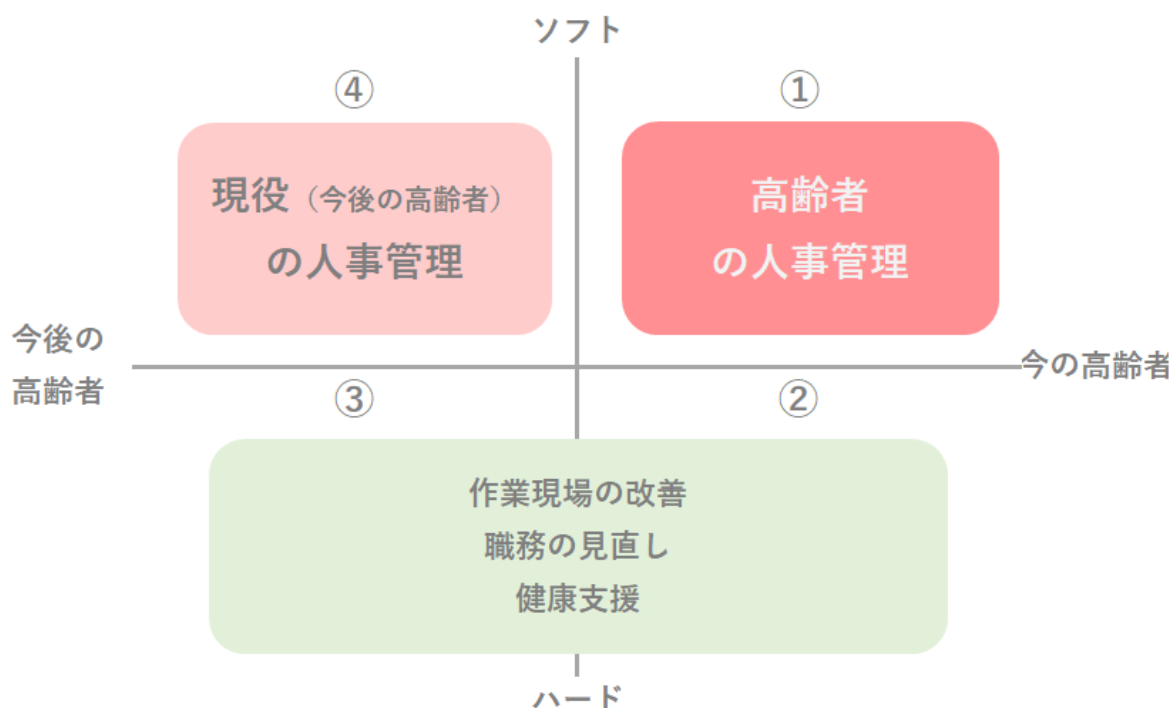 ソフト
④
①
現役（今後の高齢者）
の人事管理
高齢者
の人事管理
今後の
高齢者
今の高齢者
③
②
作業現場の改善
職務の見直し
健康支援
ハード